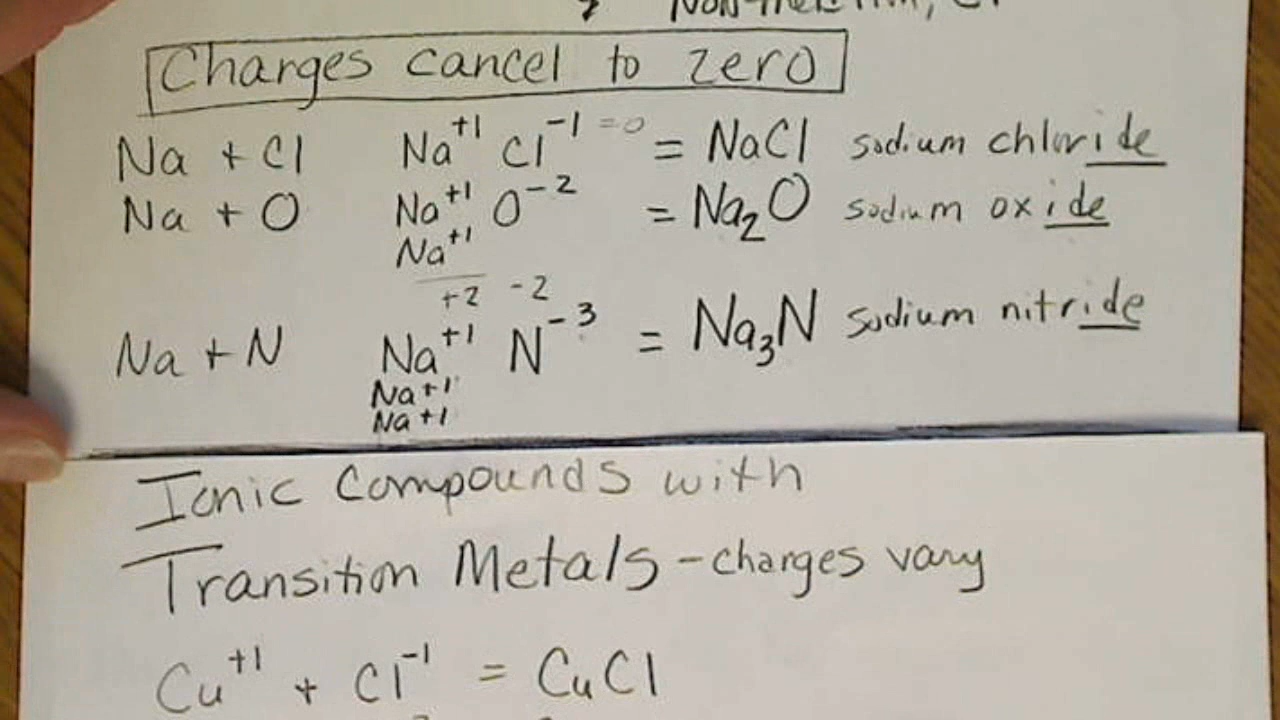 Charges cancel to zero
Na + Cl Na+1 Cl-1 =0 = NaCl sodium chloride
Na + O Na+1 O-2 = Na2O sodium oxide
Na+1
+2 -2
Na + N Na+1 N-3 = Na3N sodium nitride
Na+1
Na+1
Ionic Compounds with
Transition Metals - charges vary
Cu+1 + Cl-1 = CuCl